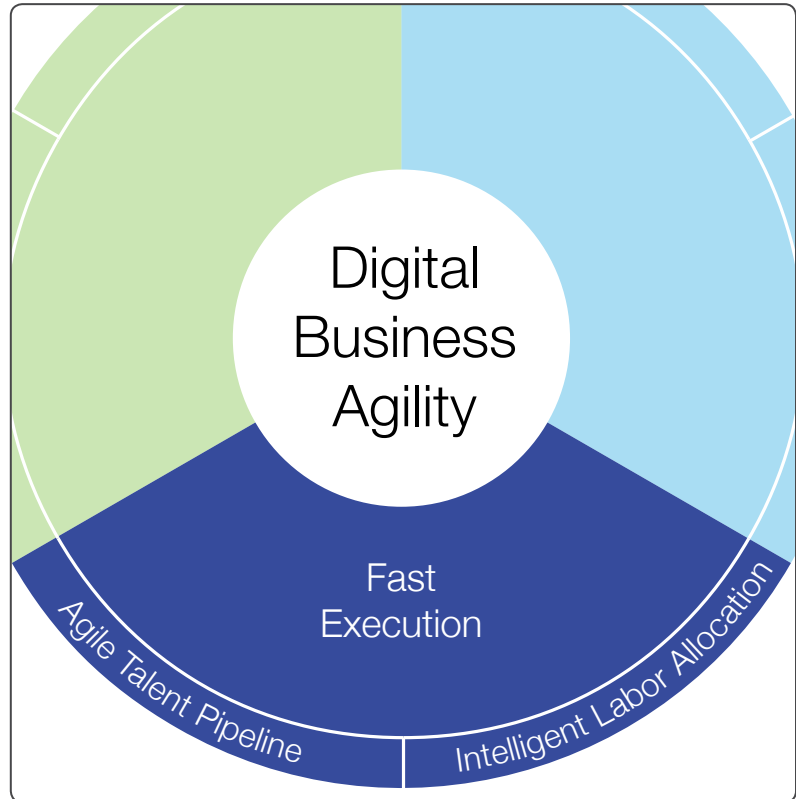 Digital
Business
Agility
Fast
Execution
Agile Talent Pipeline
Intelligent Labor Allocation